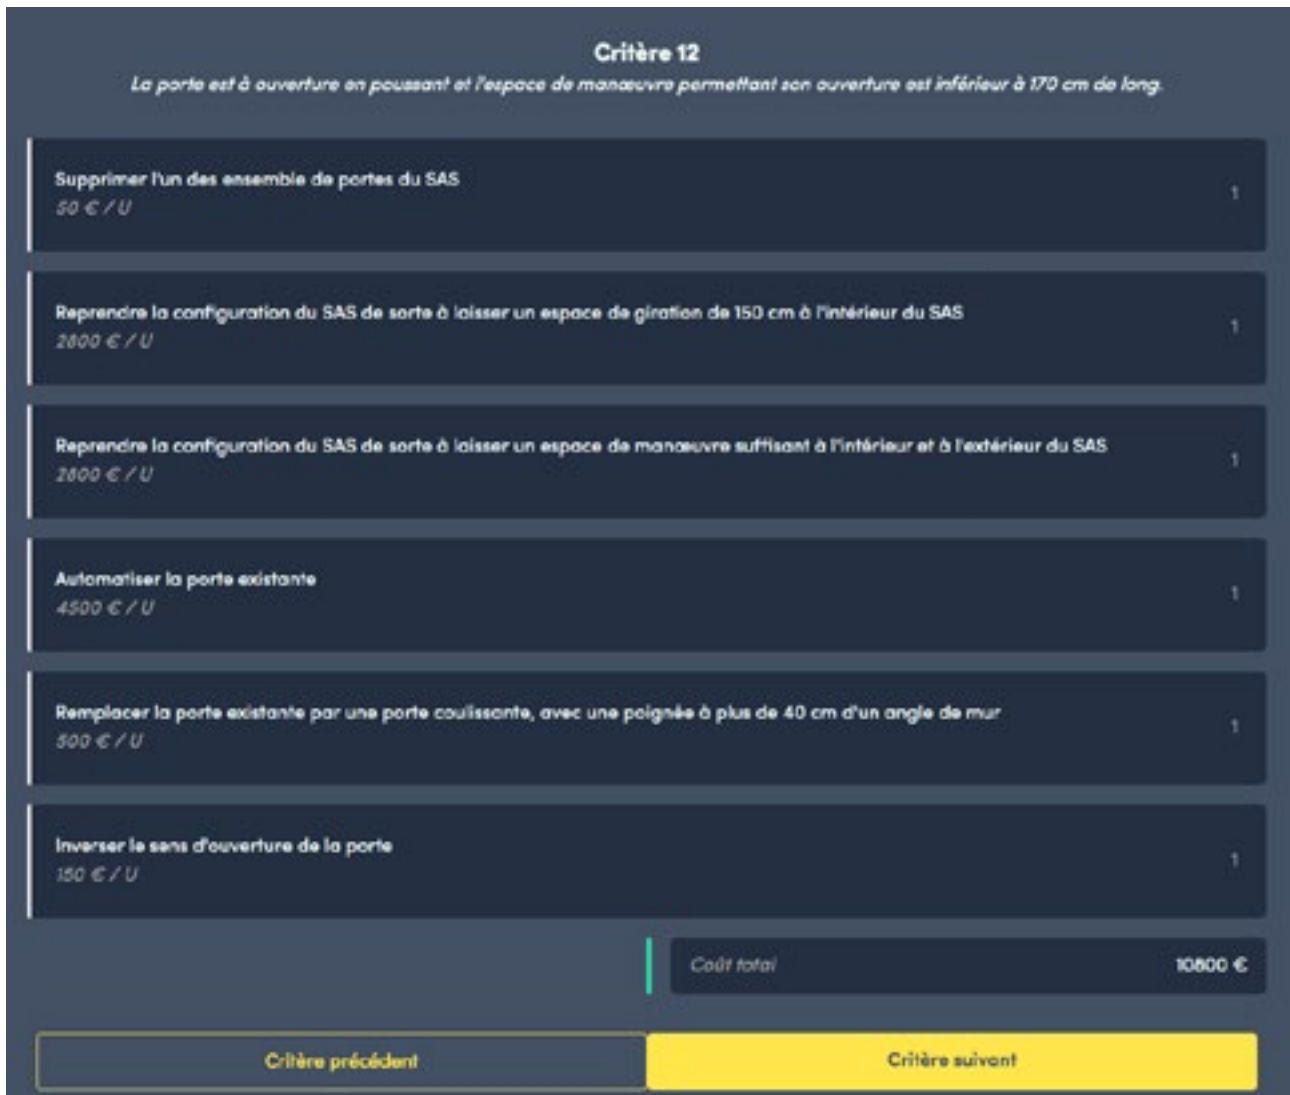 Critère 12
La porte est à ouverture en poussant et l'espace de manœuvre permettant son ouverture est inférieur à 170 cm de long.
Supprimer l'un des ensemble de portes du SAS
50 € / U
1
Reprendre la configuration du SAS de sorte à laisser un espace de giration de 150 cm à l'intérieur du SAS
2800 € / U
1
Reprendre la configuration du SAS de sorte à laisser un espace de manœuvre suffisant à l'intérieur et à l'extérieur du SAS
2800 € / U
1
Automatiser la porte existante
4500 € / U
1
Remplacer la porte existante par une porte coulissante, avec une poignée à plus de 40 cm d'un angle de mur
500 € / U
1
Inverser le sens d'ouverture de la porte
150 € / U
1
Coût total
10800 €
Critère précédent
Critère suivant